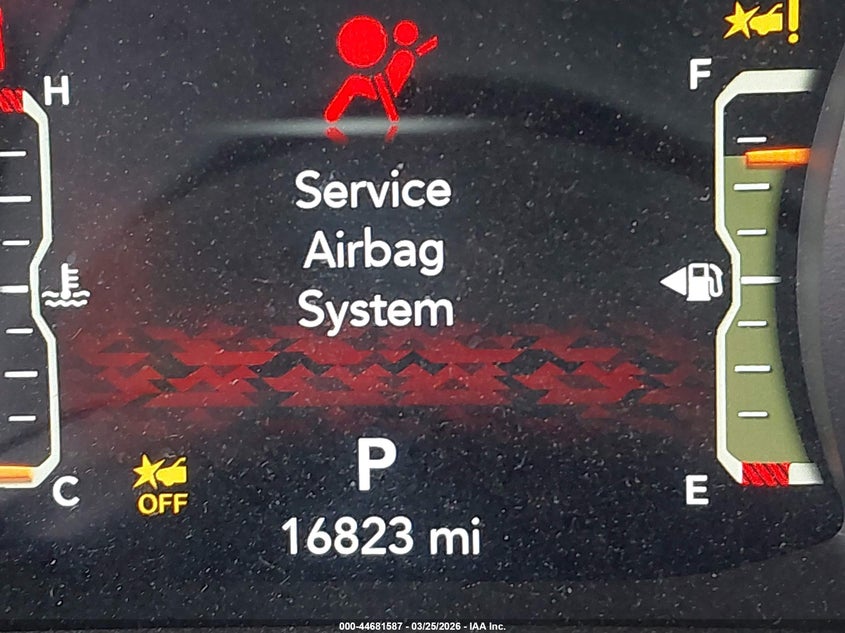 H
F
Service
Airbag
System
P
OFF
C
E
16823 mi
000-44681587 - 03/25/2026 - IAA Inc.